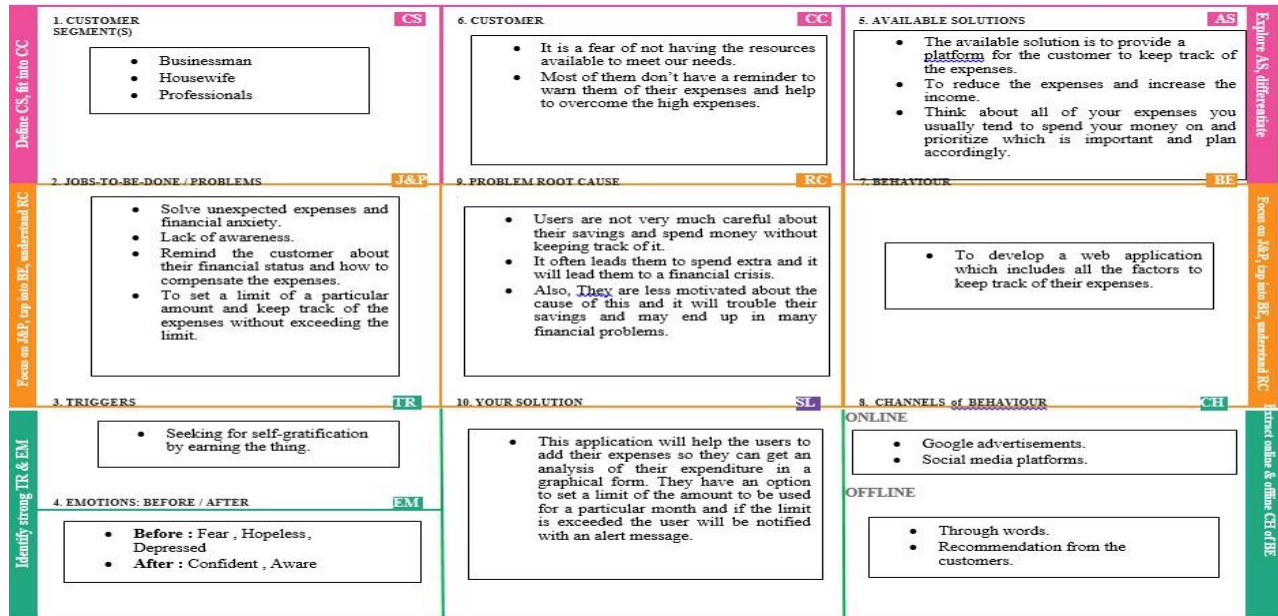 Define CS, fit into CC
1. CUSTOMER
SEGMENT(S)
CS
• Businessman
• Housewife
• Professionals
6. CUSTOMER
CC
• It is a fear of not having the resources
available to meet our needs.
• Most of them don’t have a reminder to
warn them of their expenses and help
to overcome the high expenses.
5. AVAILABLE SOLUTIONS
AS
• The available solution is to provide a
platform for the customer to keep track of
the expenses.
• To reduce the expenses and increase the
income.
• Think about all of your expenses you
usually tend to spend your money on and
prioritize which is important and plan
accordingly.
Explore AS, differentiate
Focus on J&P, tap into BE, understand RC
2. JOBS-TO-BE-DONE / PROBLEMS
J&P
• Solve unexpected expenses and
financial anxiety.
• Lack of awareness.
• Remind the customer about
their financial status and how to
compensate the expenses.
• To set a limit of a particular
amount and keep track of the
expenses without exceeding the
limit.
9. PROBLEM ROOT CAUSE
RC
• Users are not very much careful about
their savings and spend money without
keeping track of it.
• It often leads them to spend extra and it
will lead them to a financial crisis.
• Also, They are less motivated about the
cause of this and it will trouble their
savings and may end up in many
financial problems.
7. BEHAVIOUR
BE
• To develop a web application
which includes all the factors to
keep track of their expenses.
Focus on J&P, tap into BE, understand RC
Identify strong TR & EM
3. TRIGGERS
TR
• Seeking for self-gratification
by earning the thing.
4. EMOTIONS: BEFORE / AFTER
EM
• Before : Fear , Hopeless ,
Depressed
• After : Confident , Aware
10. YOUR SOLUTION
SL
• This application will help the users to
add their expenses so they can get an
analysis of their expenditure in a
graphical form. They have an option
to set a limit of the amount to be used
for a particular month and if the limit
is exceeded the user will be notified
with an alert message.
8. CHANNELS of BEHAVIOUR
CH
ONLINE
• Google advertisements.
• Social media platforms.
OFFLINE
• Through words.
• Recommendation from the
customers.
Extract online & offline CH of BE